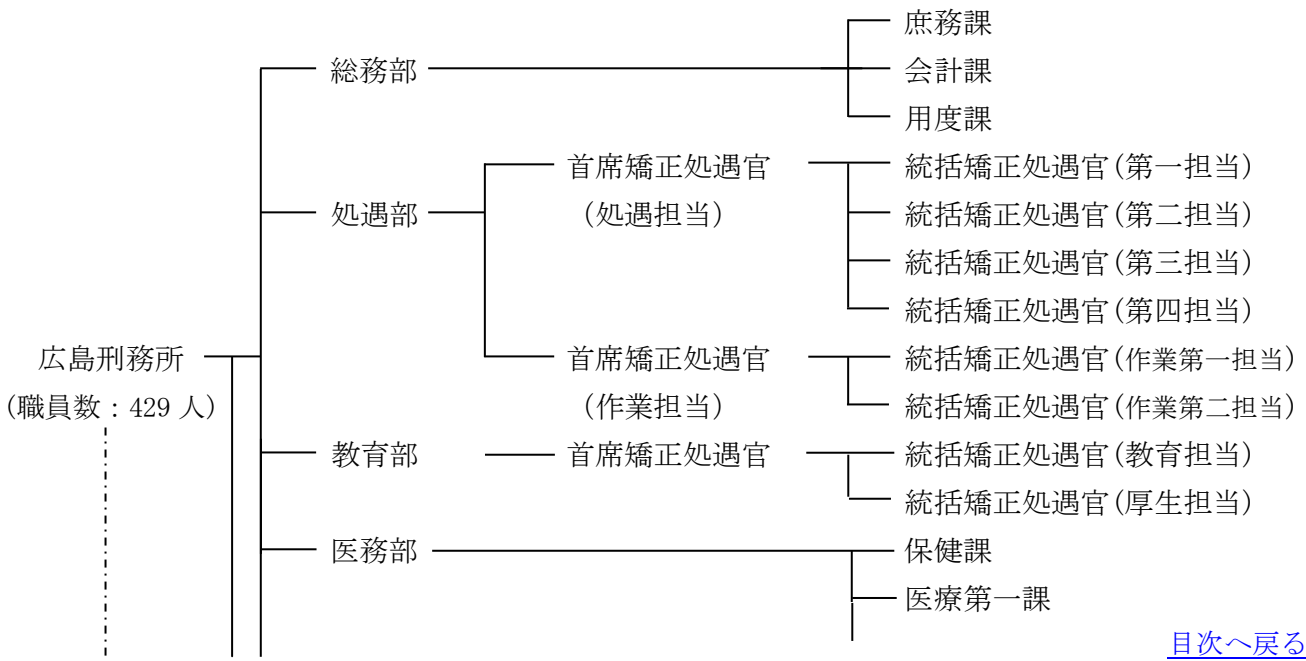 庶務課
総務部 会計課
用度課
首席矯正処遇官 統括矯正処遇官(第一担当)
処遇部 (処遇担当) 統括矯正処遇官(第二担当)
統括矯正処遇官(第三担当)
統括矯正処遇官(第四担当)
広島刑務所 首席矯正処遇官 統括矯正処遇官(作業第一担当)
(職員数:429人) (作業担当) 統括矯正処遇官(作業第二担当)
教育部 首席矯正処遇官 統括矯正処遇官(教育担当)
統括矯正処遇官(厚生担当)
医務部 保健課
医療第一課
目次へ戻る